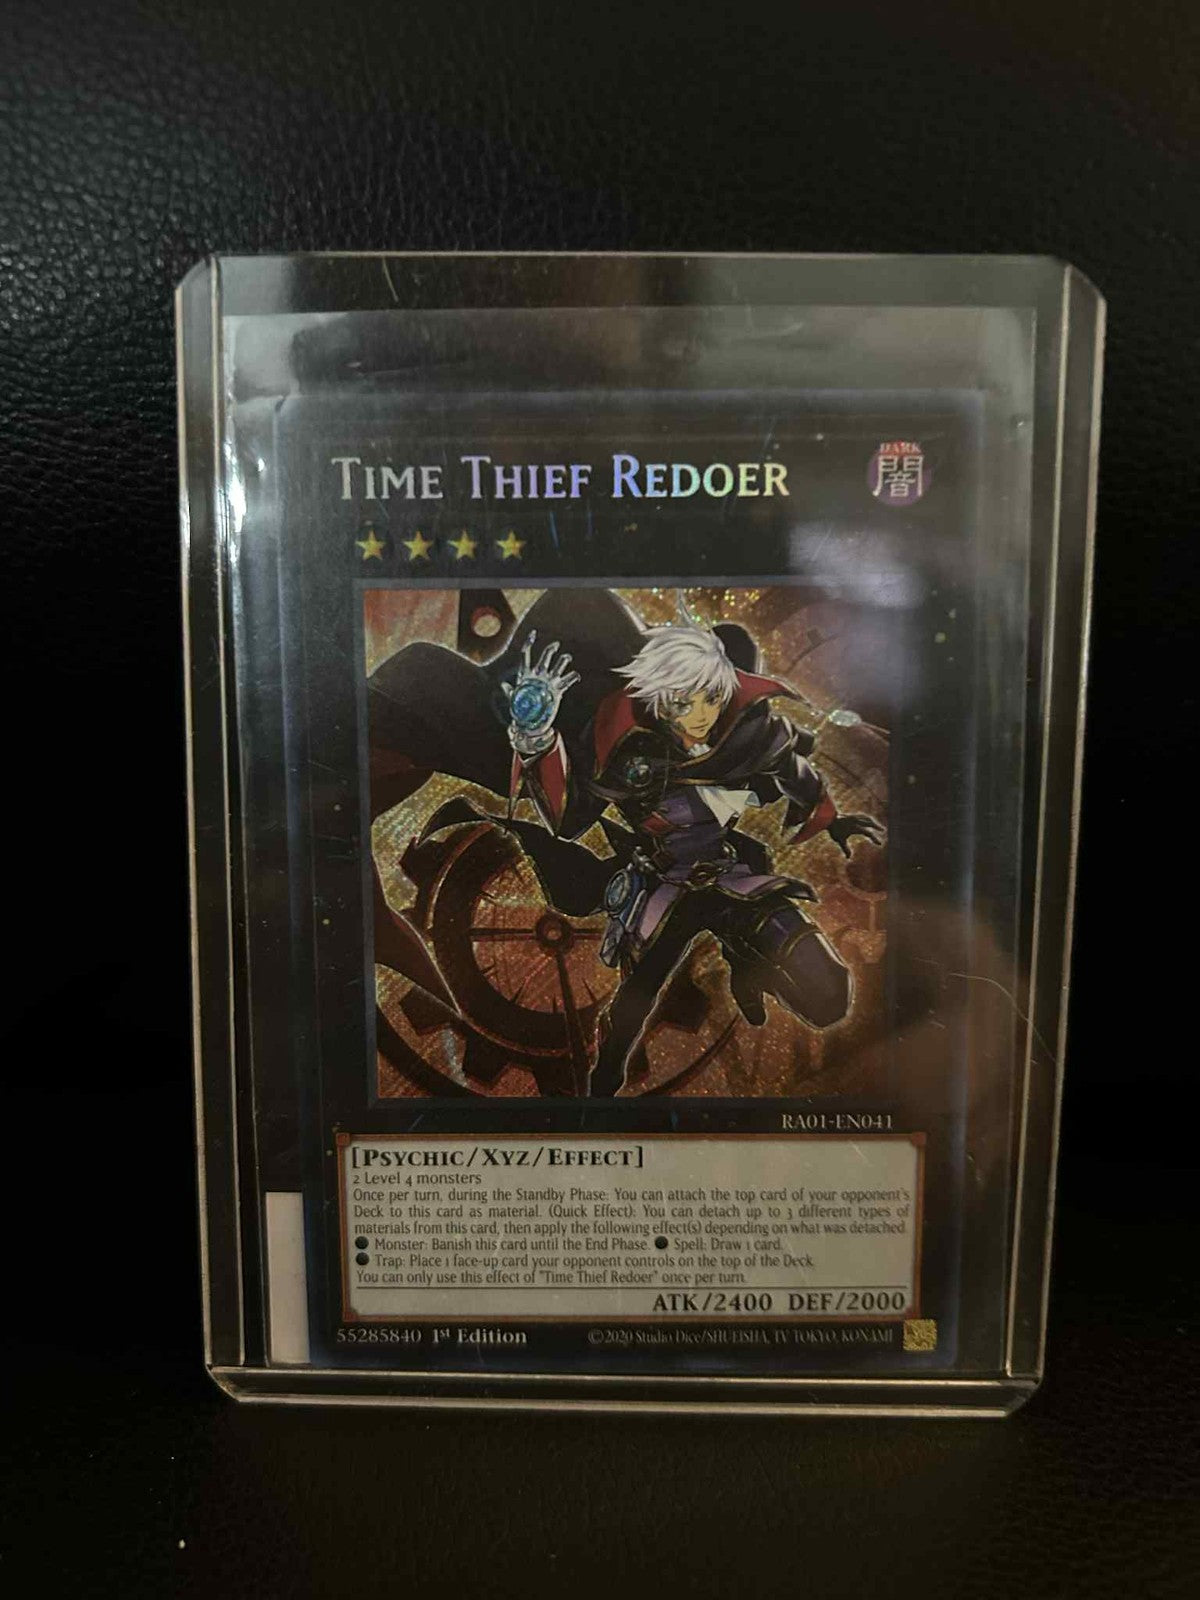 TIME THIEF REDOER
DARK
闇
RA01-EN041
[PSYCHIC/XYZ/EFFECT]
2 Level 4 monsters
Once per turn, during the Standby Phase: You can attach the top card of your opponent's
Deck to this card as material. (Quick Effect): You can detach up to 3 different types of
materials from this card, then apply the following effect(s) depending on what was detached.
● Monster: Banish this card until the End Phase. ● Spell: Draw 1 card.
● Trap: Place 1 face-up card your opponent controls on the top of the Deck.
You can only use this effect of "Time Thief Redoer" once per turn.
ATK/2400 DEF/2000
55285840 1st Edition ©2020 Studio Dice/SHUEISHA, TV TOKYO, KONAMI